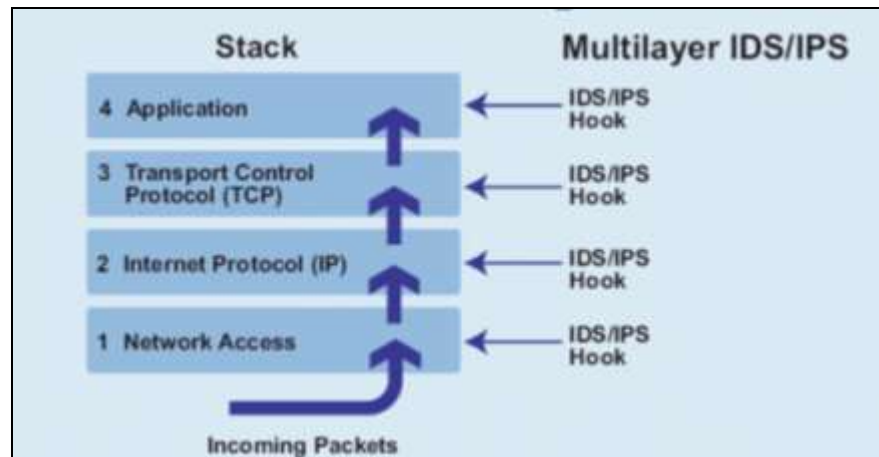 Stack
Multilayer IDS/IPS
4 Application
IDS/IPS
Hook
3 Transport Control
Protocol (TCP)
IDS/IPS
Hook
2 Internet Protocol (IP)
IDS/IPS
Hook
1 Network Access
IDS/IPS
Hook
Incoming Packets